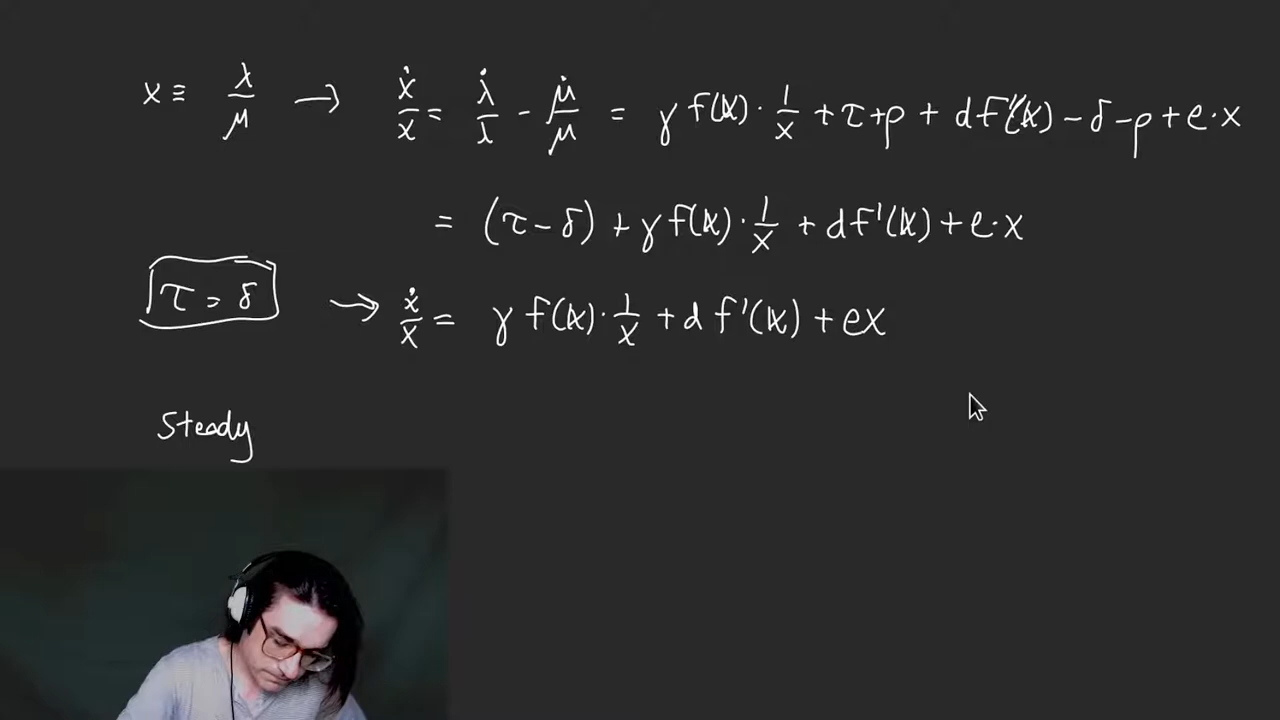 x ≡ λ/μ → ẋ/x = λ̇/λ - μ̇/μ = γ f(k)·1/x + τ + ρ + d f'(k) - δ - ρ + e·x
= (τ - δ) + γ f(k)·1/x + d f'(k) + e·x
τ = δ → ẋ/x = γ f(k)·1/x + d f'(k) + ex
Steady